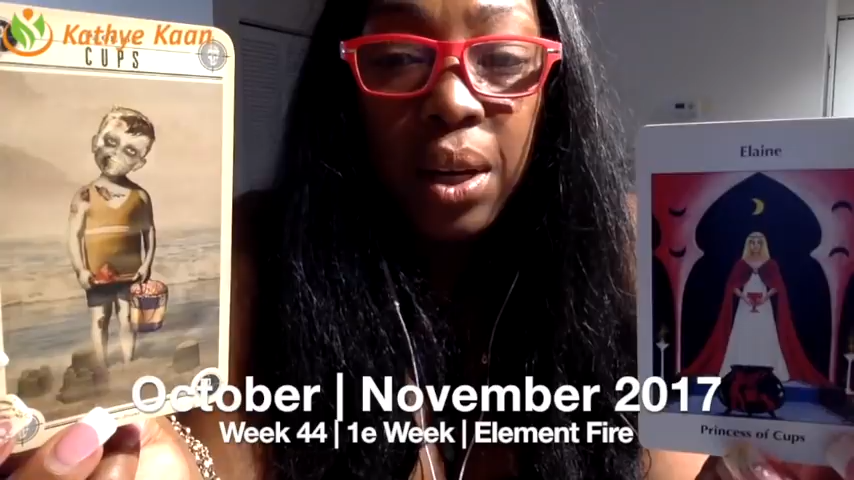 Kathye Kaan
CUPS
Elaine
October | November 2017
Week 44 | 1e Week | Element Fire
Princess of Cups